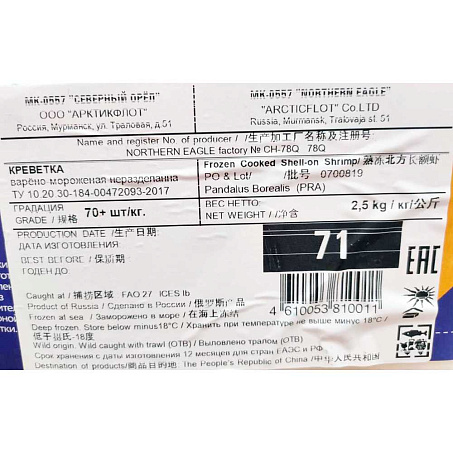 МК-0557 "СЕВЕРНЫЙ ОРЁЛ"
ООО "АРКТИКФЛОТ"
Россия, Мурманск, ул. Траловая, д.51
МК-0557 "NORTHERN EAGLE"
"ARCTICFLOT" Co.LTD
Russia, Murmansk, Tralovaja st. 51
Name and register No. of producer / 生产加工厂名称及注册号:
NORTHERN EAGLE factory № CH-78Q 78Q
КРЕВЕТКА
варёно-мороженая неразделанна
ТУ 10.20.30-184-00472093-2017
Frozen Cooked Shell-on Shrimp/ 熟冻北方长额虾
PO & Lot/ /批号 0700819
Pandalus Borealis (PRA)
ГРАДАЦИЯ
GRADE / 规格 70+ шт/кг.
ВЕС НЕТТО:
NET WEIGHT / /净含 2,5 kg / кг/公斤
PRODUCTION DATE / 生产日期:
ДАТА ИЗГОТОВЛЕНИЯ:
BEST BEFORE / 保质期:
ГОДЕН ДО
71
EAC
4 610053 810011
Caught at / 捕捞区域 FAO 27 ICES Ib
Product of Russia / Сделано в России / 俄罗斯产品
Frozen at sea / Заморожено в море / 在海上冻结
Deep frozen. Store below minus18°C / Хранить при температуре не выше минус 18°C /
低于摄氏-18度
Wild origin. Wild caught with trawl (OTB) / Выловлено тралом (OTB)
Срок хранения с даты изготовления 12 месяцев для стран ЕАЭС и РФ.
Destination of products/商品目的地 The People's Republic of China /中华人民共和国